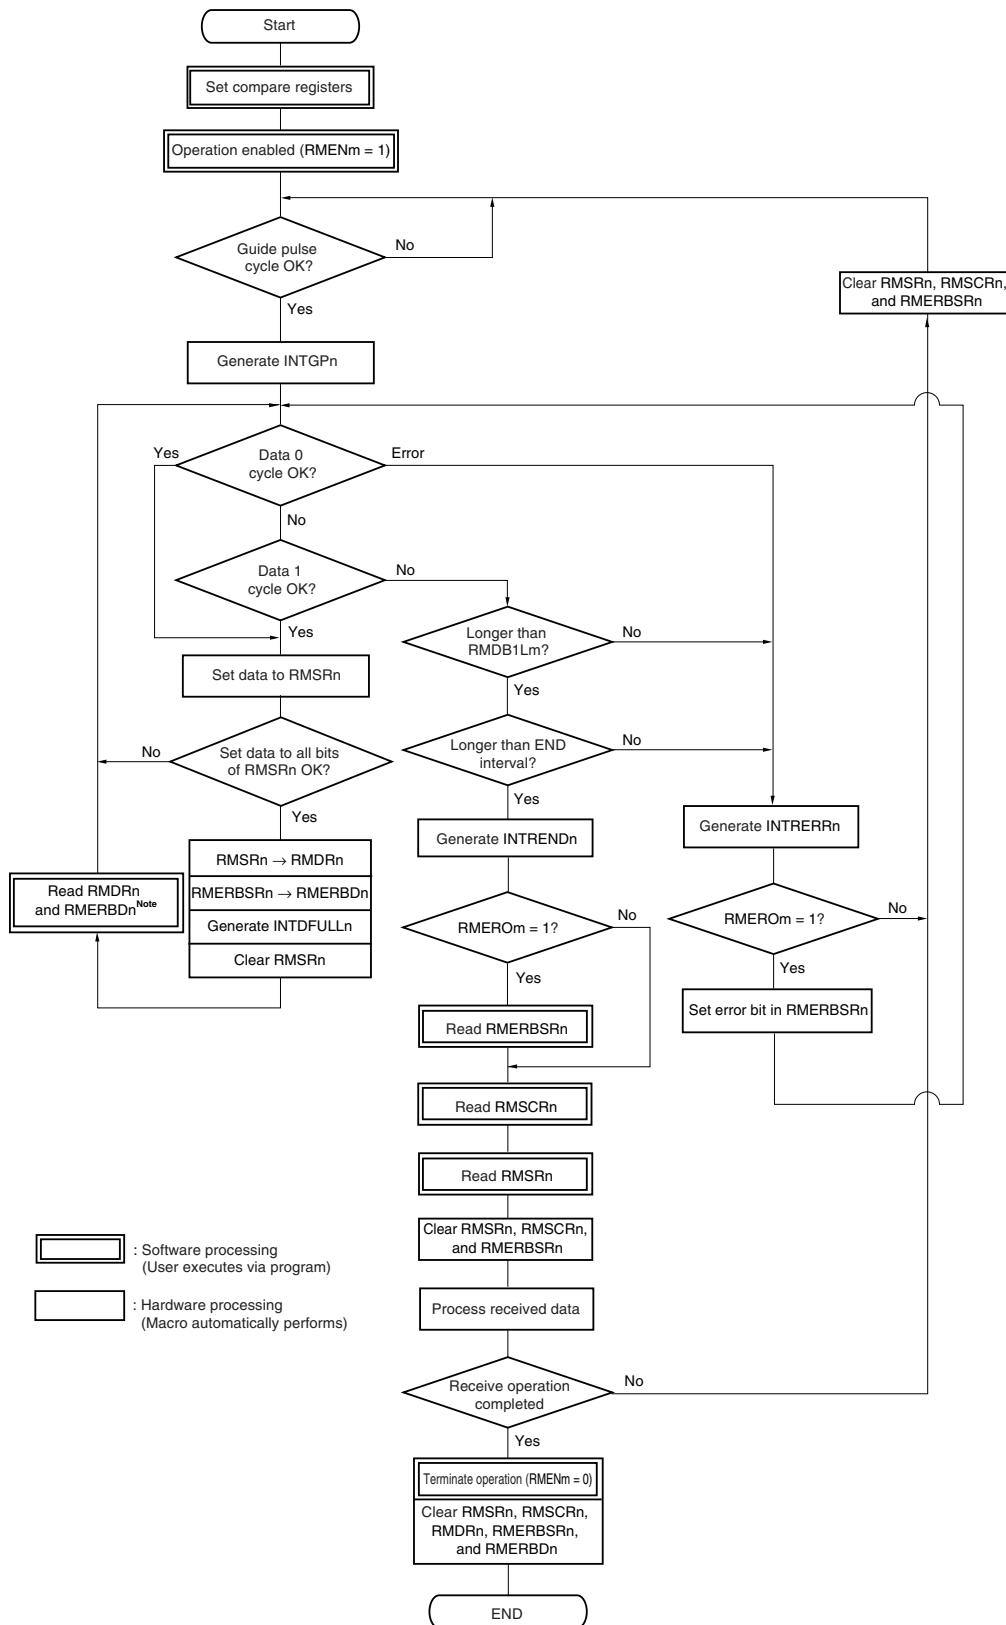 Start
Set compare registers
Operation enabled (RMENm = 1)
Guide pulse
cycle OK?
No
Yes
Clear RMSRn, RMSCRn,
and RMERBSRn
Generate INTGPn
Yes
Data 0
cycle OK?
Error
No
Data 1
cycle OK?
No
Yes
Longer than
RMDB1Lm?
No
Yes
Set data to RMSRn
No
Set data to all bits
of RMSRn OK?
Yes
Longer than END
interval?
No
Yes
Generate INTRENDn
Generate INTRERRn
RMSRn → RMDRn
RMERBSRn → RMERBDn
Generate INTDFULLn
Clear RMSRn
Read RMDRn
and RMERBDnNote
RMEROm = 1?
No
Yes
RMEROm = 1?
No
Yes
Read RMERBSRn
Set error bit in RMERBSRn
Read RMSCRn
Read RMSRn
Clear RMSRn, RMSCRn,
and RMERBSRn
: Software processing
(User executes via program)
: Hardware processing
(Macro automatically performs)
Process received data
Receive operation
completed
No
Yes
Terminate operation (RMENm = 0)
Clear RMSRn, RMSCRn,
RMDRn, RMERBSRn,
and RMERBDn
END